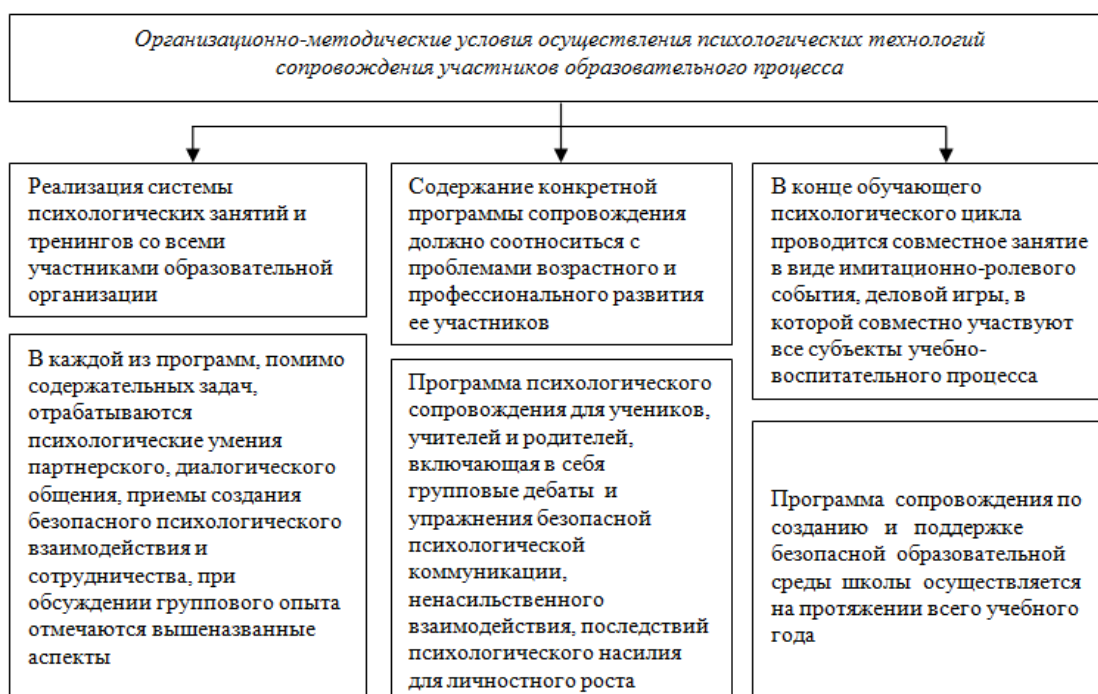 Организационно-методические условия осуществления психологических технологий
сопровождения участников образовательного процесса
Реализация системы
психологических занятий и
тренингов со всеми
участниками образовательной
организации
Содержание конкретной
программы сопровождения
должно соотноситься с
проблемами возрастного и
профессионального развития
ее участников
В конце обучающего
психологического цикла
проводится совместное занятие
в виде имитационно-ролевого
события, деловой игры, в
которой совместно участвуют
все субъекты учебно-
воспитательного процесса
В каждой из программ, помимо
содержательных задач,
отрабатываются
психологические умения
партнерского, диалогического
общения, приемы создания
безопасного психологического
взаимодействия и
сотрудничества, при
обсуждении группового опыта
отмечаются вышеназванные
аспекты
Программа психологического
сопровождения для учеников,
учителей и родителей,
включающая в себя
групповые дебаты и
упражнения безопасной
психологической
коммуникации,
ненасильственного
взаимодействия, последствий
психологического насилия
для личностного роста
Программа сопровождения по
созданию и поддержке
безопасной образовательной
среды школы осуществляется
на протяжении всего учебного
года